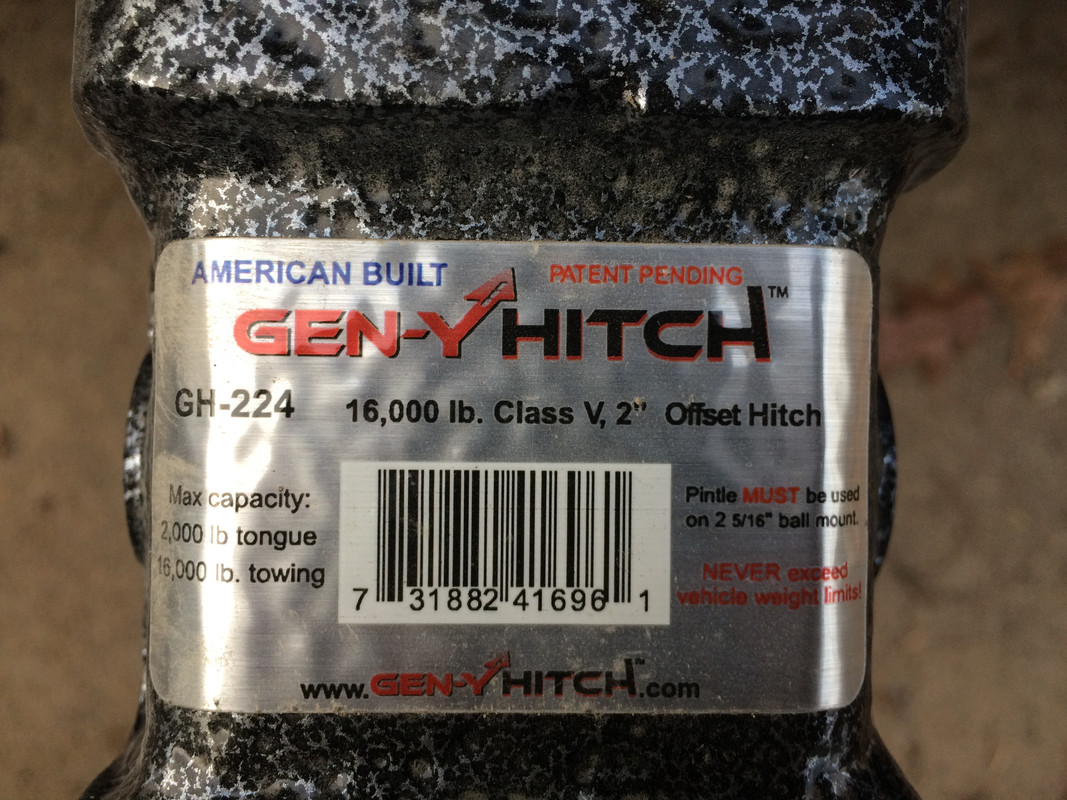 AMERICAN BUILT PATENT PENDING
GEN-Y HITCH™
GH-224 16,000 lb. Class V, 2" Offset Hitch
Max capacity:
2,000 lb tongue
16,000 lb. towing
7 31882 41696 1
Pintle MUST be used
on 2 5/16" ball mount.
NEVER exceed
vehicle weight limits!
www.GEN-Y HITCH™.com